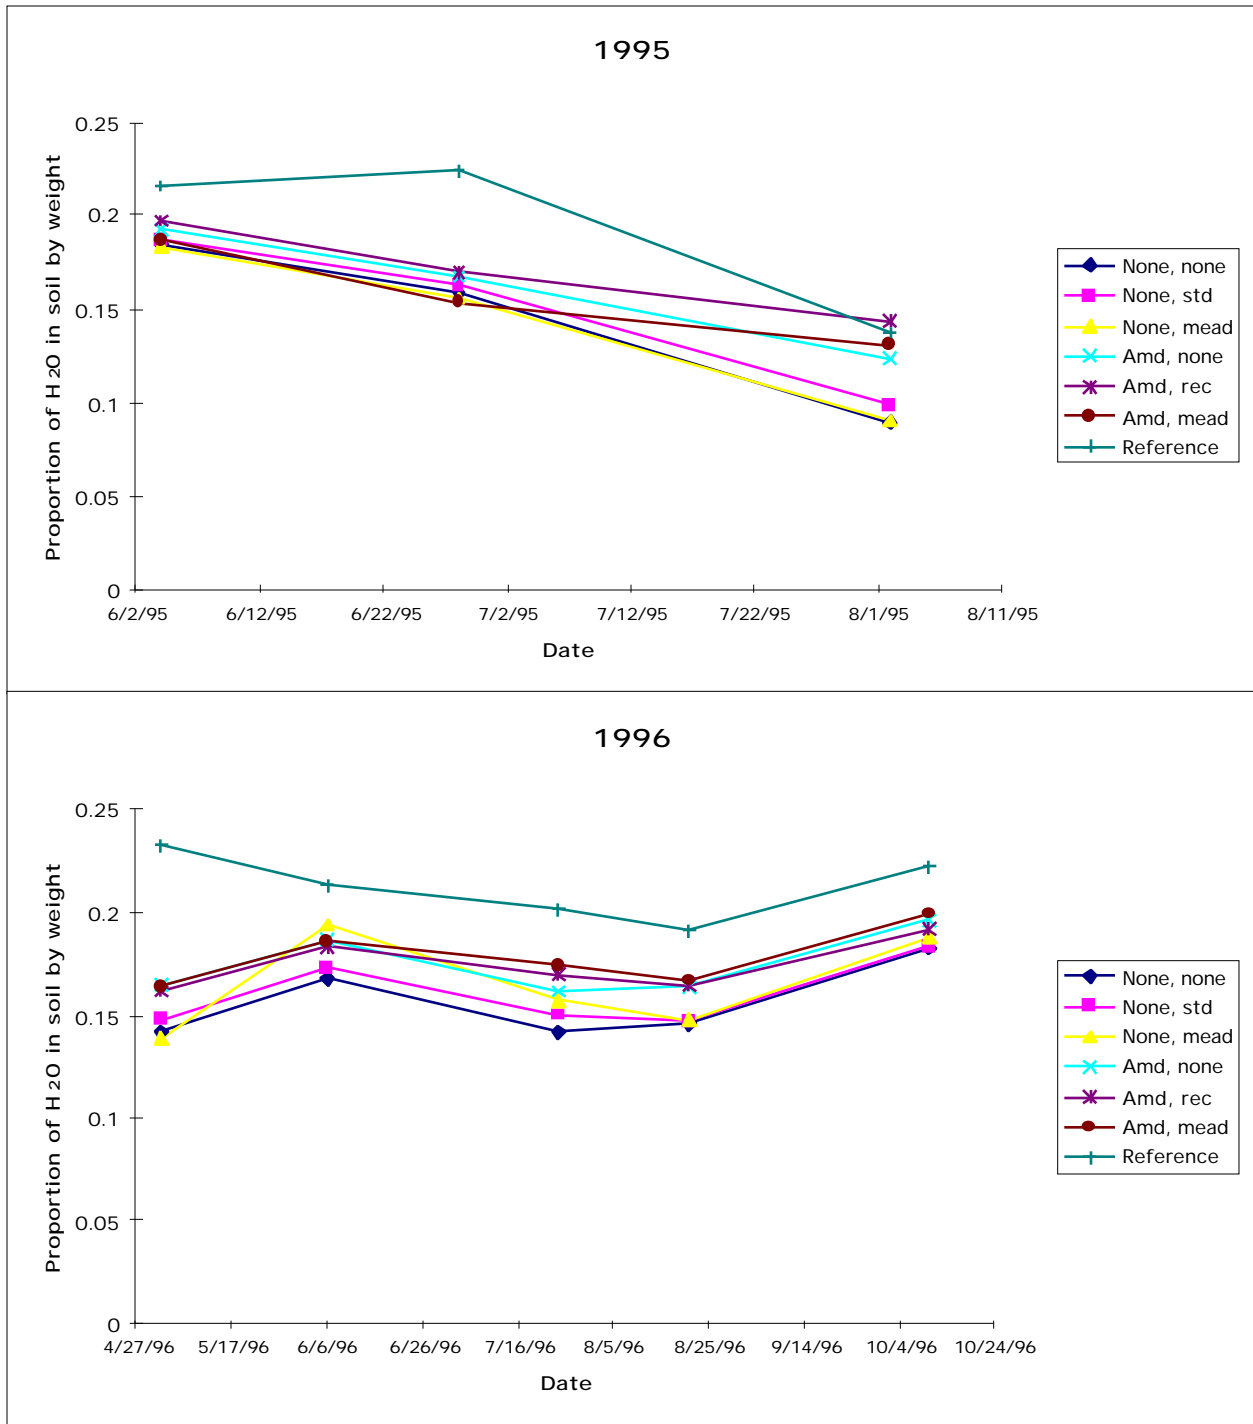 1995
Proportion of H2O in soil by weight
0.25
0.2
0.15
0.1
0.05
0
6/2/95 6/12/95 6/22/95 7/2/95 7/12/95 7/22/95 8/1/95 8/11/95
Date
None, none
None, std
None, mead
Amd, none
Amd, rec
Amd, mead
Reference
1996
Proportion of H2O in soil by weight
0.25
0.2
0.15
0.1
0.05
0
4/27/96 5/17/96 6/6/96 6/26/96 7/16/96 8/5/96 8/25/96 9/14/96 10/4/96 10/24/96
Date
None, none
None, std
None, mead
Amd, none
Amd, rec
Amd, mead
Reference